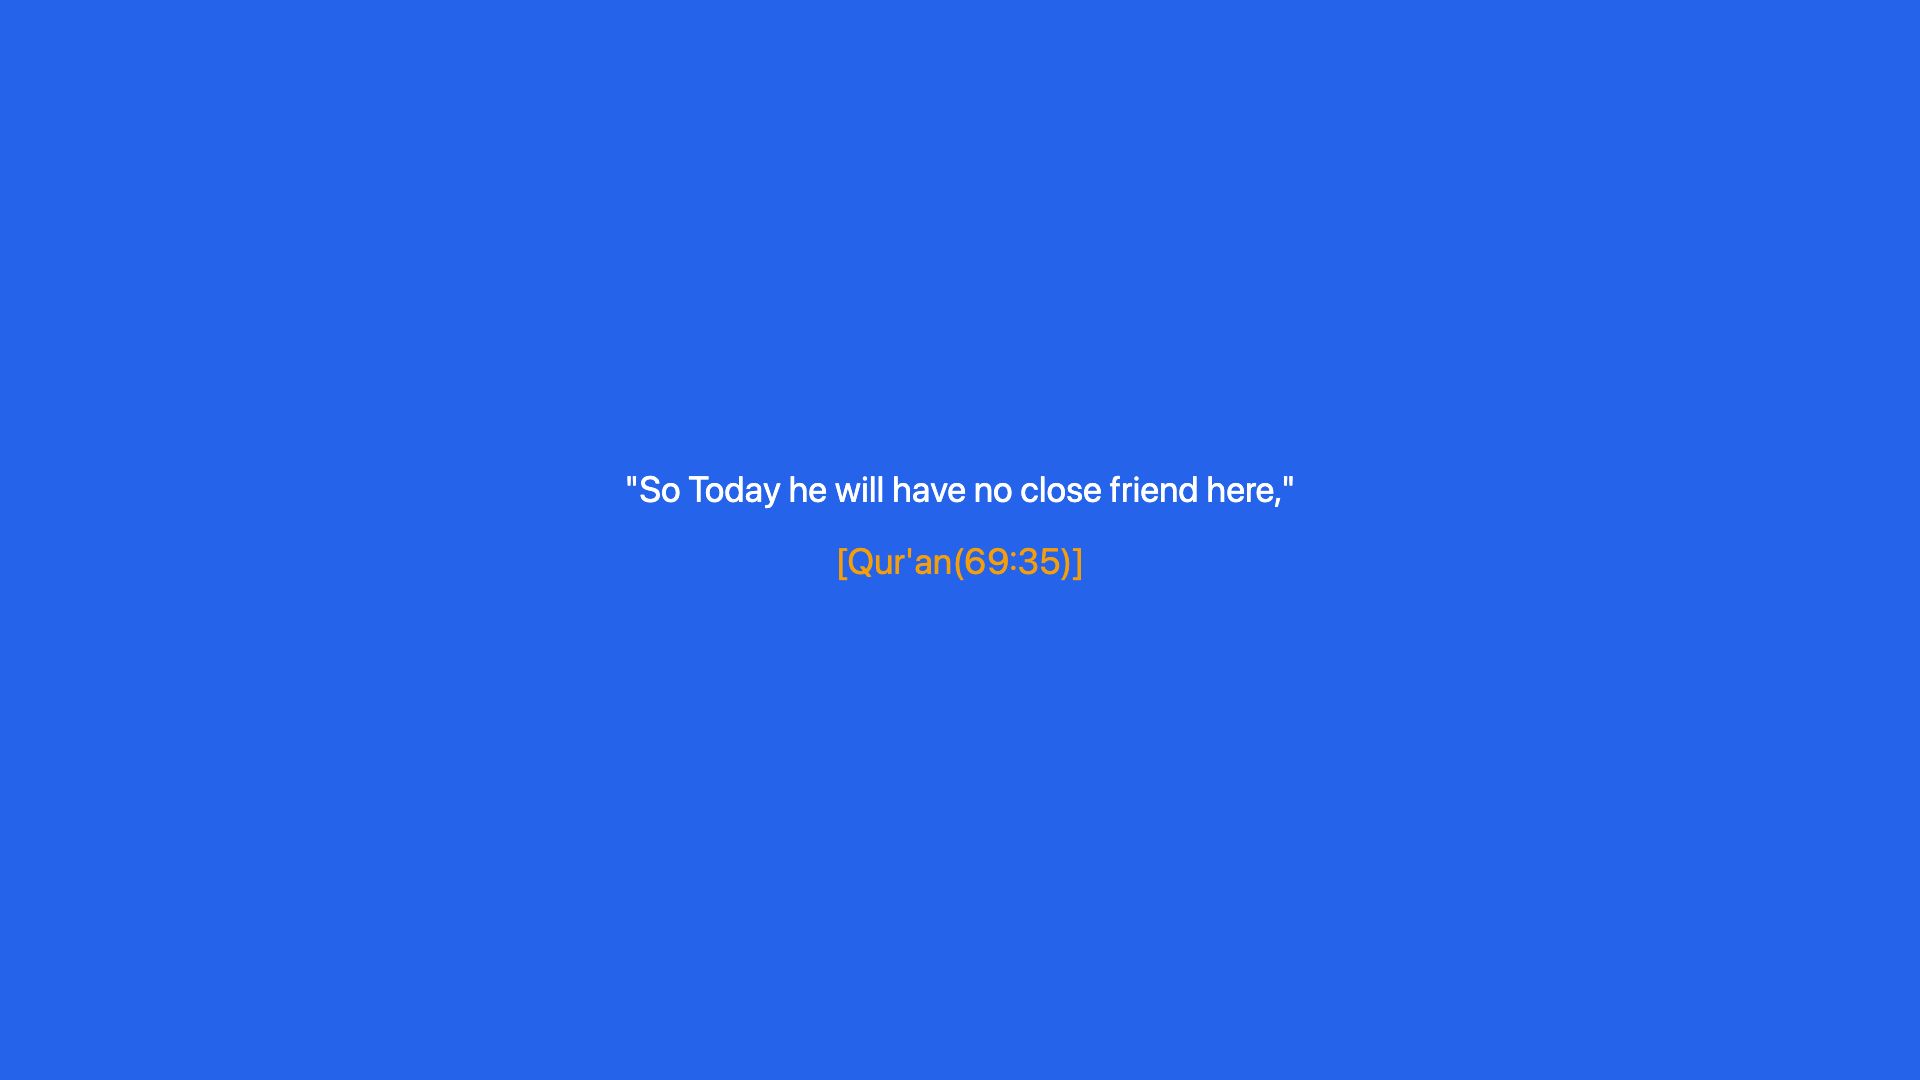 "So Today he will have no close friend here,"
[Qur'an(69:35)]